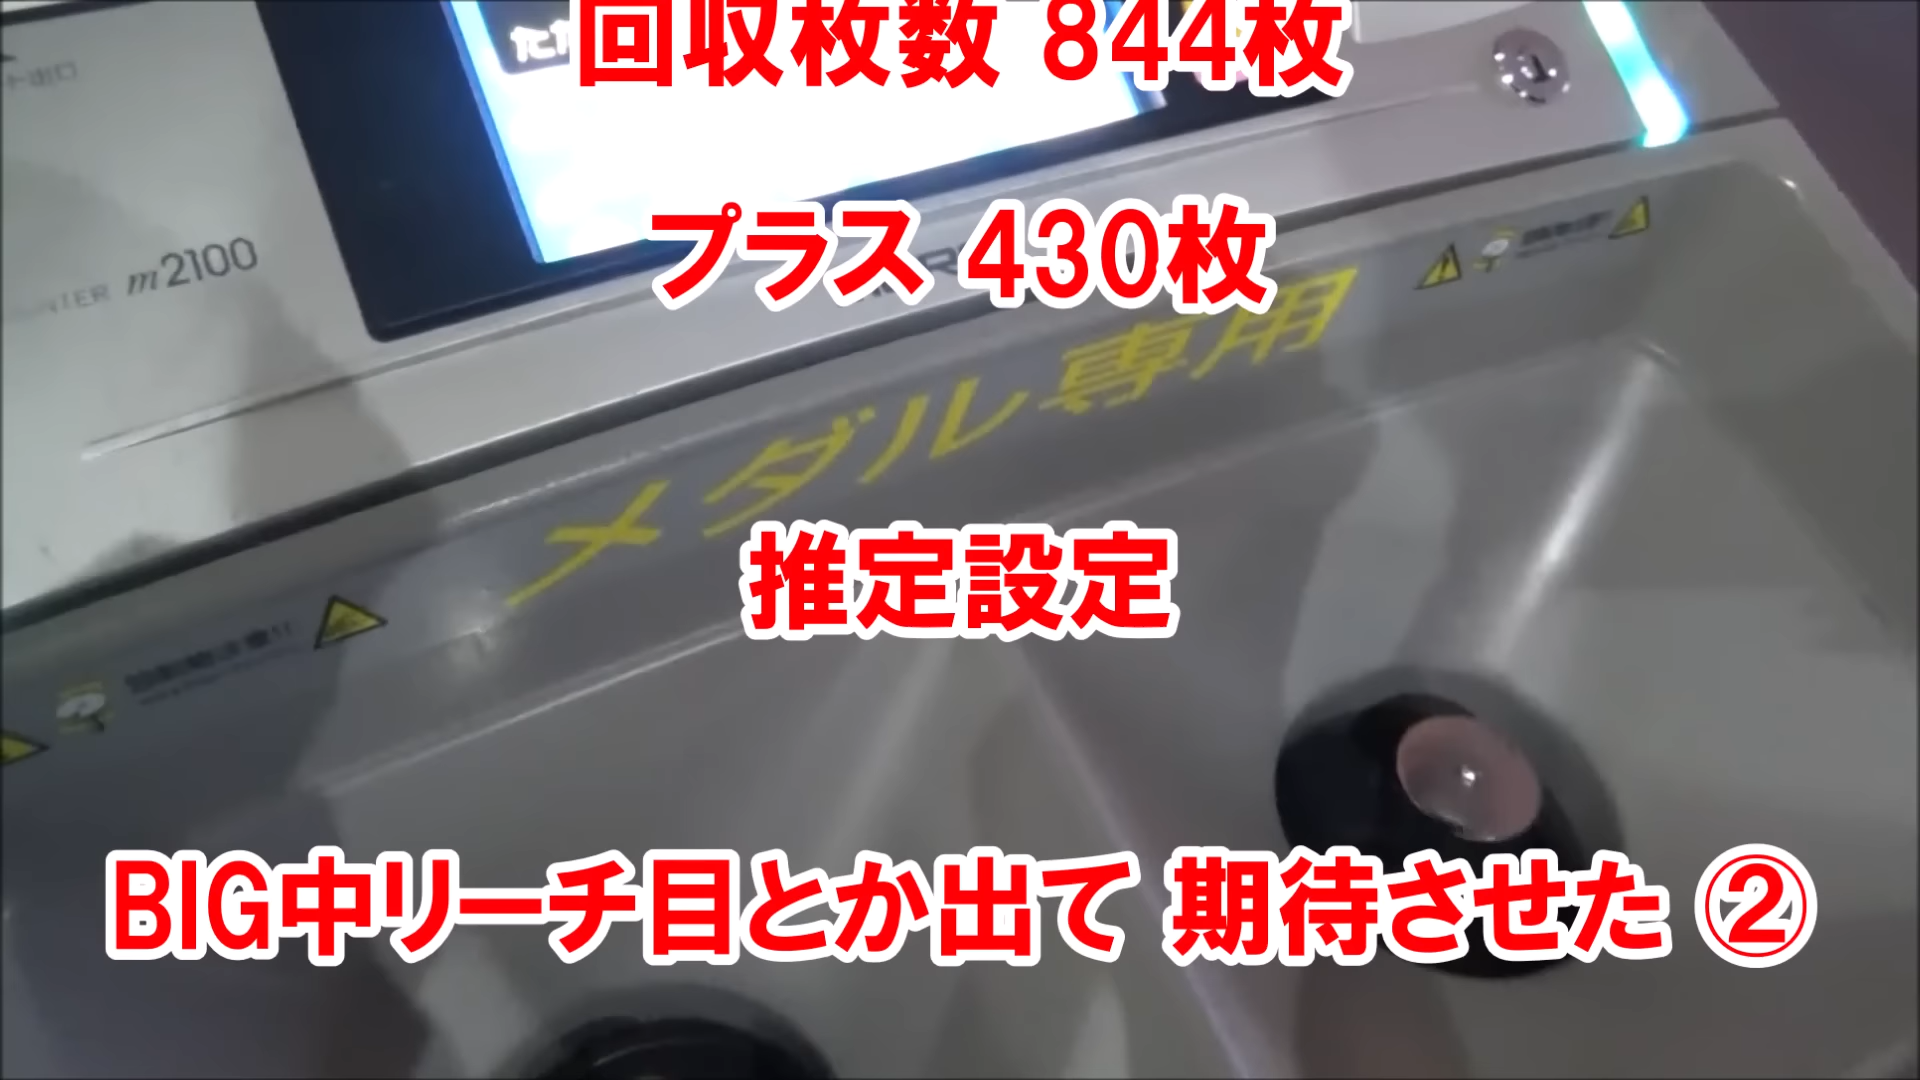 回収枚数 844枚
プラス 430枚
m2100
メダル専用
推定設定
BIG中リーチ目とか出て 期待させた ②